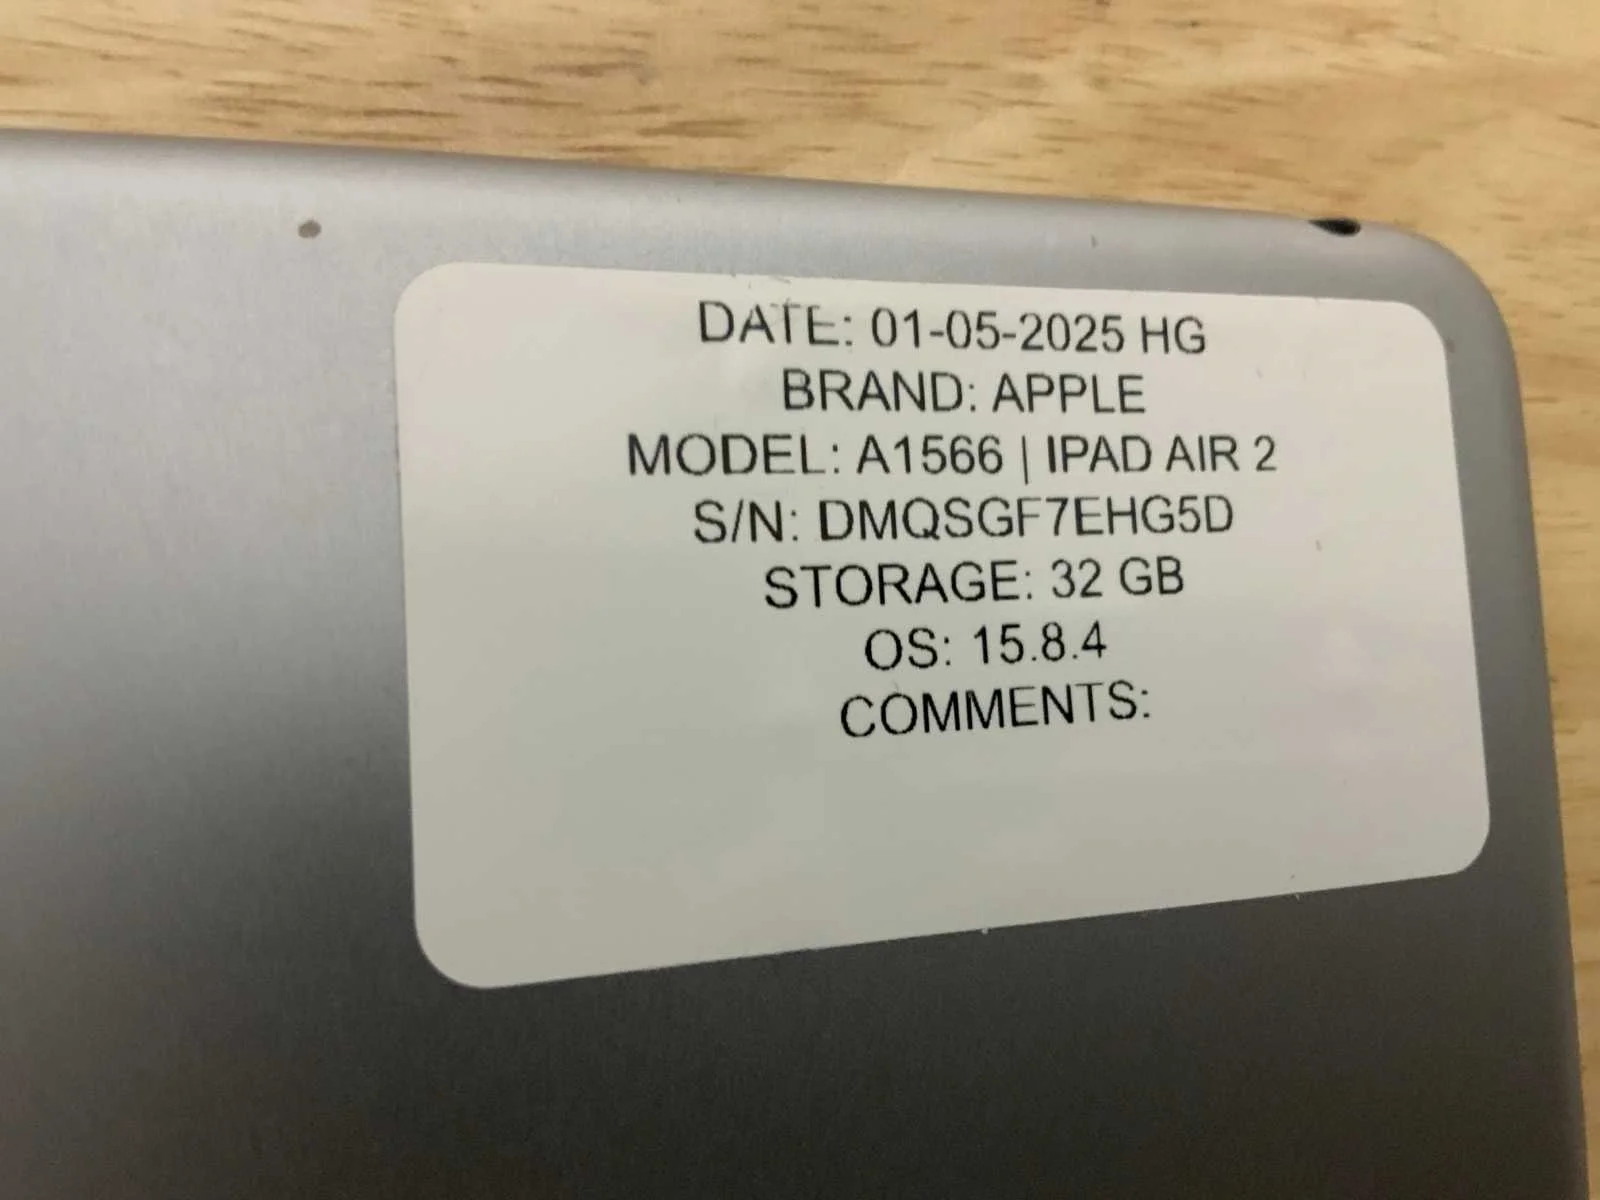 DATE: 01-05-2025 HG
BRAND: APPLE
MODEL: A1566 | IPAD AIR 2
S/N: DMQSGF7EHG5D
STORAGE: 32 GB
OS: 15.8.4
COMMENTS: